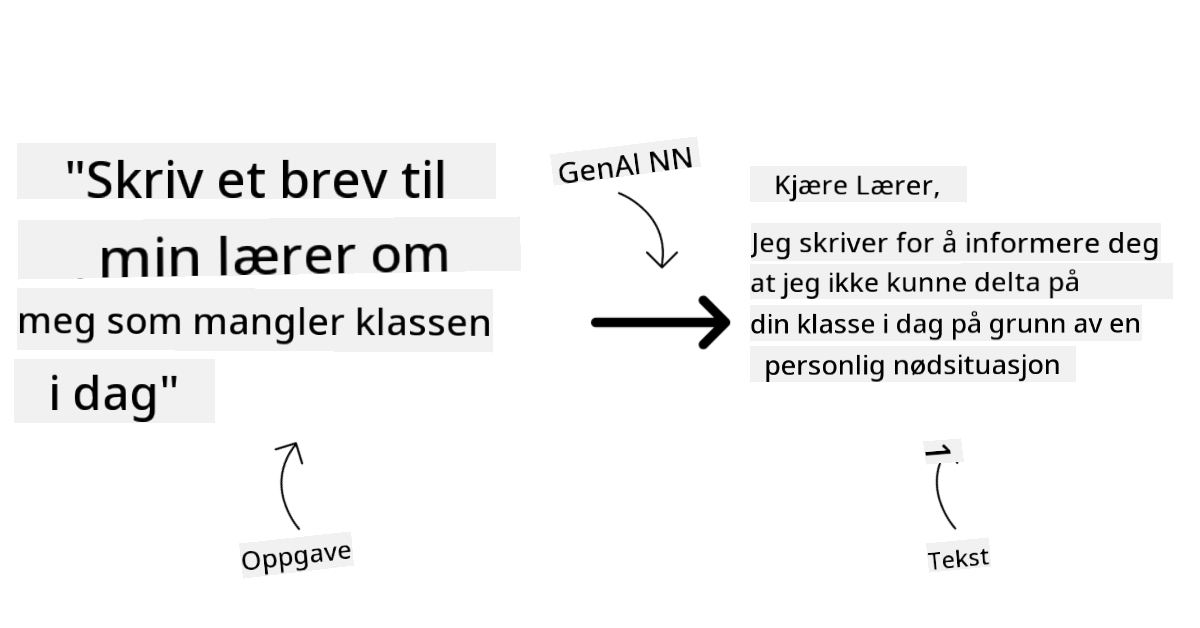 "Skriv et brev til
min lærer om
meg som mangler klassen
i dag"
Oppgave
GenAI NN
Kjære Lærer,
Jeg skriver for å informere deg
at jeg ikke kunne delta på
din klasse i dag på grunn av en
personlig nødsituasjon
Tekst